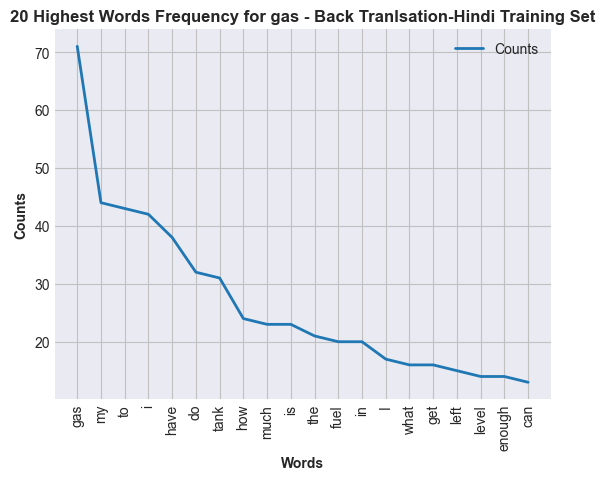 20 Highest Words Frequency for gas - Back Tranlsation-Hindi Training Set
Counts
70
60
50
40
30
20
Counts
gas
my
to
i
have
do
tank
how
much
is
the
fuel
in
I
what
get
left
level
enough
can
Words